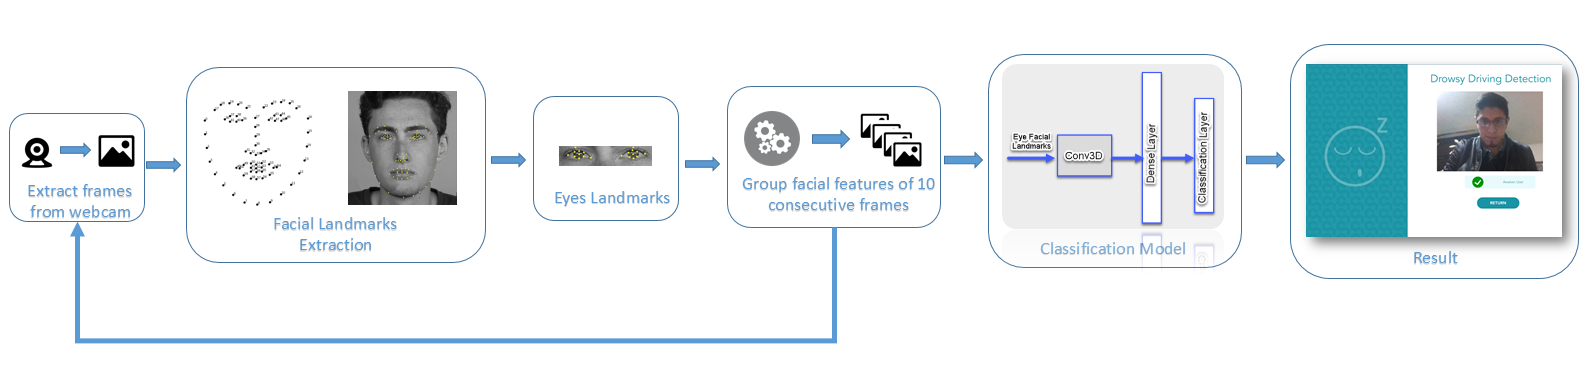 Extract frames
from webcam
Facial Landmarks
Extraction
Eyes Landmarks
Group facial features of 10
consecutive frames
Eye Facial
Landmarks
Conv3D
Dense Layer
Classification Layer
Classification Model
Drowsy Driving Detection
Z
RETURN
Result